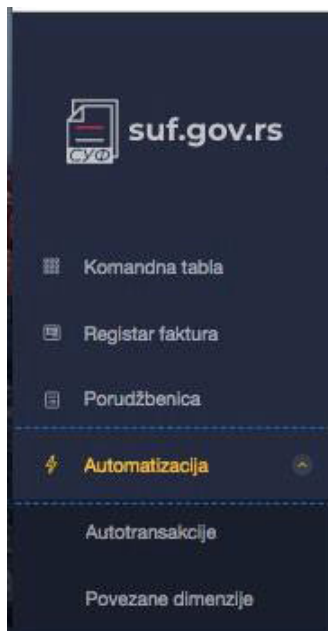 suf.gov.rs
СУФ
Komandna tabla
Registar faktura
Porudžbenica
Automatizacija
Autotransakcije
Povezane dimenzije